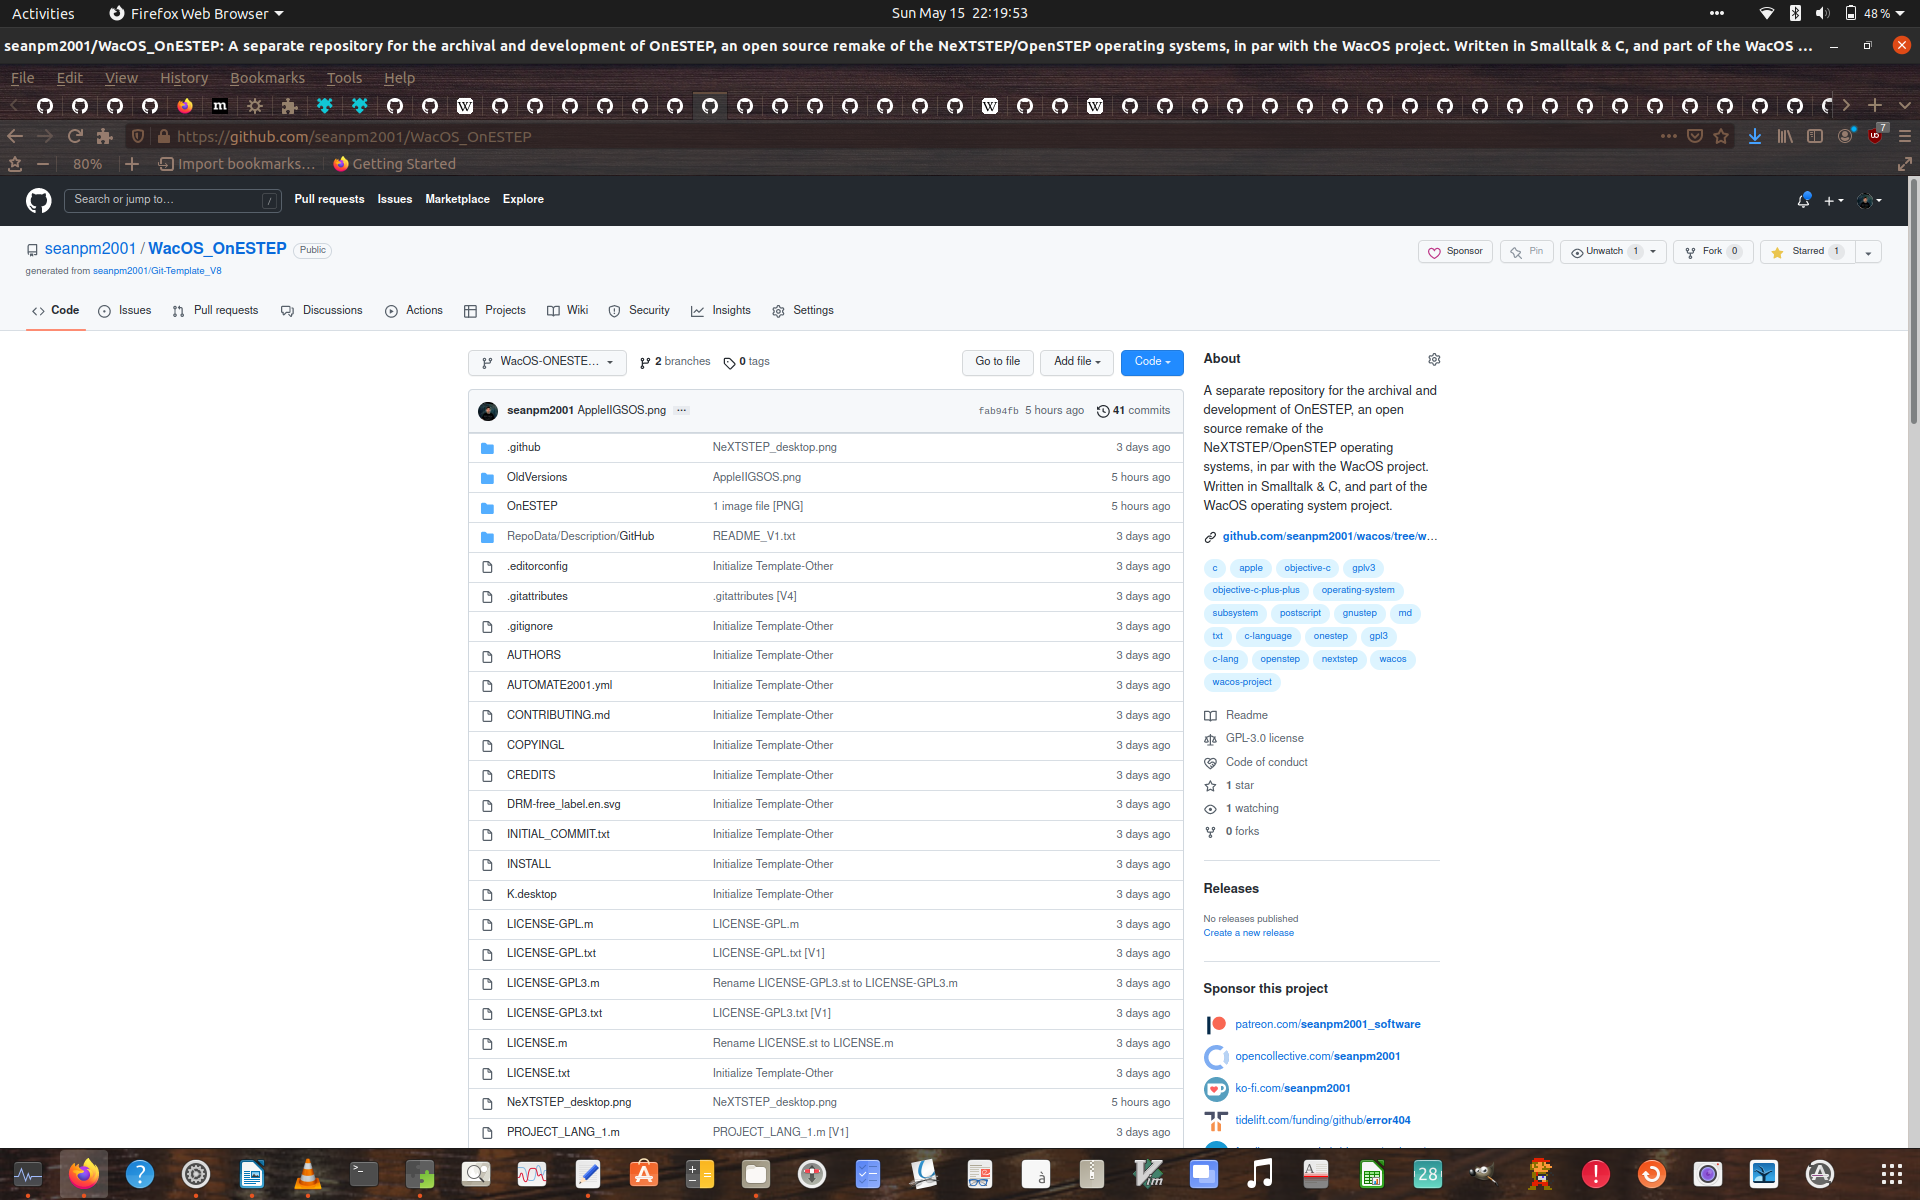 Activities Firefox Web Browser Sun May 15 22:19:53 48 %
seanpm2001/WacOS_OnESTEP: A separate repository for the archival and development of OnESTEP, an open source remake of the NeXTSTEP/OpenSTEP operating systems, in par with the WacOS project. Written in Smalltalk & C, and part of the WacOS ...
File Edit View History Bookmarks Tools Help
https://github.com/seanpm2001/WacOS_OnESTEP 7
80% Import bookmarks... Getting Started
Search or jump to... / Pull requests Issues Marketplace Explore
seanpm2001 / WacOS_OnESTEP Public
generated from seanpm2001/Git-Template_V8
Sponsor Pin Unwatch 1 Fork 0 Starred 1
Code Issues Pull requests Discussions Actions Projects Wiki Security Insights Settings
WacOS-ONESTE... 2 branches 0 tags Go to file Add file Code
seanpm2001 AppleIIGSOS.png ... fab94fb 5 hours ago 41 commits
.github NeXTSTEP_desktop.png 3 days ago
OldVersions AppleIIGSOS.png 5 hours ago
OnESTEP 1 image file [PNG] 5 hours ago
RepoData/Description/GitHub README_V1.txt 3 days ago
.editorconfig Initialize Template-Other 3 days ago
.gitattributes .gitattributes [V4] 3 days ago
.gitignore Initialize Template-Other 3 days ago
AUTHORS Initialize Template-Other 3 days ago
AUTOMATE2001.yml Initialize Template-Other 3 days ago
CONTRIBUTING.md Initialize Template-Other 3 days ago
COPYINGL Initialize Template-Other 3 days ago
CREDITS Initialize Template-Other 3 days ago
DRM-free_label.en.svg Initialize Template-Other 3 days ago
INITIAL_COMMIT.txt Initialize Template-Other 3 days ago
INSTALL Initialize Template-Other 3 days ago
K.desktop Initialize Template-Other 3 days ago
LICENSE-GPL.m LICENSE-GPL.m 3 days ago
LICENSE-GPL.txt LICENSE-GPL.txt [V1] 3 days ago
LICENSE-GPL3.m Rename LICENSE-GPL3.st to LICENSE-GPL3.m 3 days ago
LICENSE-GPL3.txt LICENSE-GPL3.txt [V1] 3 days ago
LICENSE.m Rename LICENSE.st to LICENSE.m 3 days ago
LICENSE.txt Initialize Template-Other 3 days ago
NeXTSTEP_desktop.png NeXTSTEP_desktop.png 5 hours ago
PROJECT_LANG_1.m PROJECT_LANG_1.m [V1] 3 days ago
About
A separate repository for the archival and
development of OnESTEP, an open
source remake of the
NeXTSTEP/OpenSTEP operating
systems, in par with the WacOS project.
Written in Smalltalk & C, and part of the
WacOS operating system project.
github.com/seanpm2001/wacos/tree/w...
c apple objective-c gplv3
objective-c-plus-plus operating-system
subsystem postscript gnustep md
txt c-language onestep gpl3
c-lang openstep nextstep wacos
wacos-project
Readme
GPL-3.0 license
Code of conduct
1 star
1 watching
0 forks
Releases
No releases published
Create a new release
Sponsor this project
patreon.com/seanpm2001_software
opencollective.com/seanpm2001
ko-fi.com/seanpm2001
tidelift.com/funding/github/error404
28